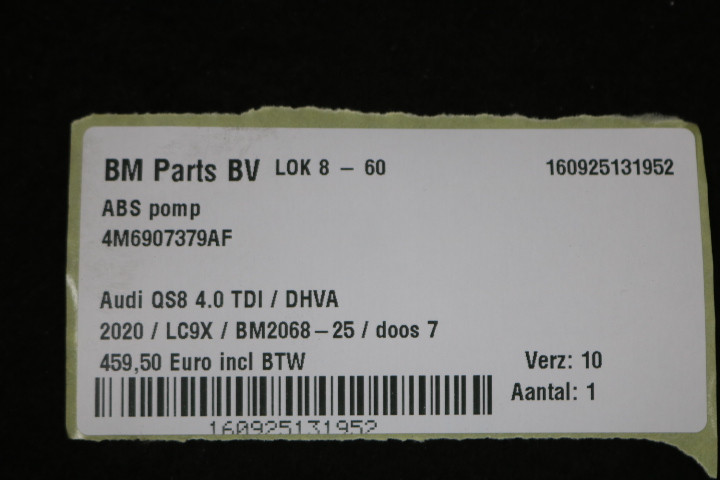 BM Parts BV LOK 8 - 60 160925131952
ABS pomp
4M6907379AF
Audi QS8 4.0 TDI / DHVA
2020 / LC9X / BM2068-25 / doos 7
459,50 Euro incl BTW Verz: 10
Aantal: 1
160925131952